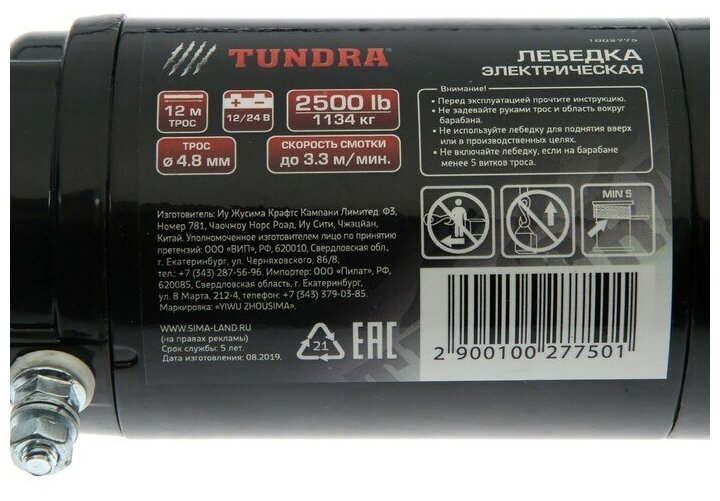 TUNDRA
12 М
ТРОС
12/24 В
2500 lb
1134 кг
ТРОС
ø 4.8 мм
СКОРОСТЬ СМОТКИ
до 3.3 м/мин.
1002775
ЛЕБЕДКА
ЭЛЕКТРИЧЕСКАЯ
Внимание!
• Перед эксплуатацией прочтите инструкцию.
• Не задевайте руками трос и область вокруг
барабана.
• Не используйте лебедку для поднятия вверх
или в производственных целях.
• Не включайте лебедку, если на барабане
менее 5 витков троса.
MIN 5
Изготовитель: Иу Жусима Крафтс Кампани Лимитед. Ф3,
Номер 781, Чаочжоу Норс Роад, Иу Сити, Чжэцзян,
Китай. Уполномоченное изготовителем лицо по принятию
претензий: ООО «ВИП», РФ, 620010, Свердловская обл.,
г. Екатеринбург, ул. Черняховского, 86/8,
тел.: +7 (343) 287-56-96. Импортер: ООО «Пилат», РФ,
620085, Свердловская область, г. Екатеринбург,
ул. 8 Марта, 212-4, телефон: +7 (343) 379-03-85.
Маркировка: «YIWU ZHOUSIMA».
WWW.SIMA-LAND.RU
(на правах рекламы)
Срок службы: 5 лет.
Дата изготовления: 08.2019.
21
EAC
2 900100 277501